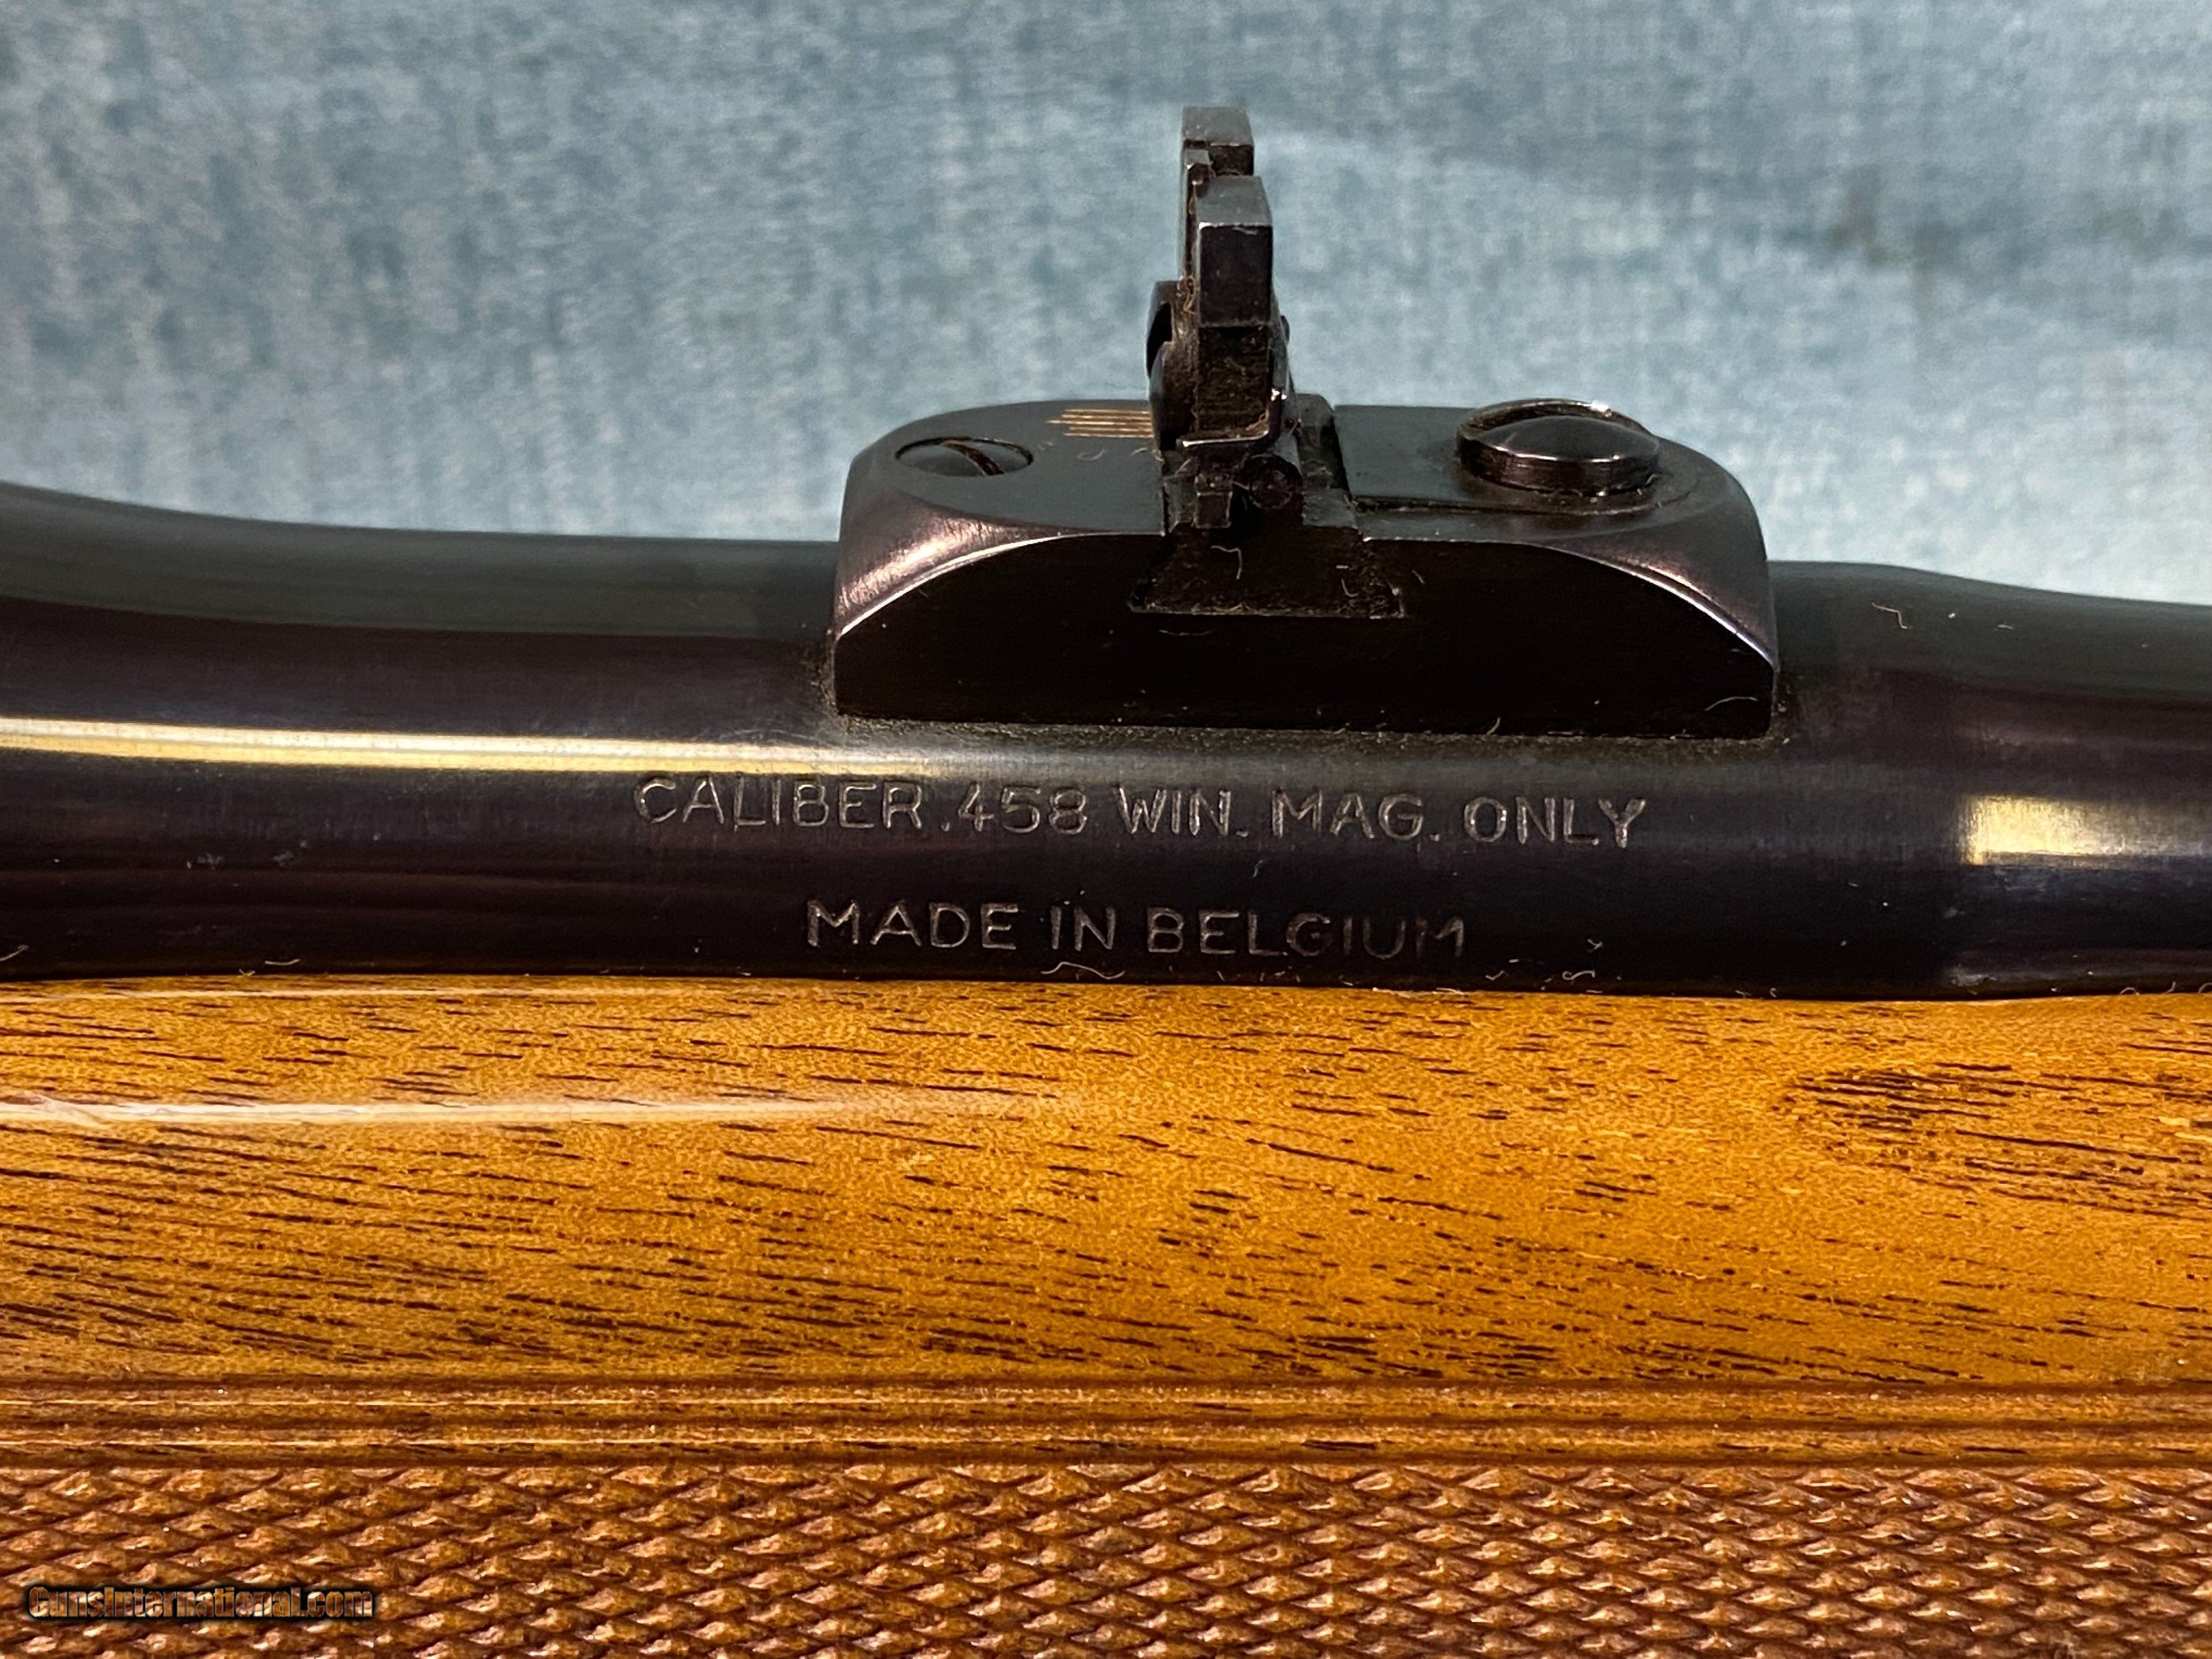 CALIBER .458 WIN. MAG. ONLY
MADE IN BELGIUM
GunsInternational.com